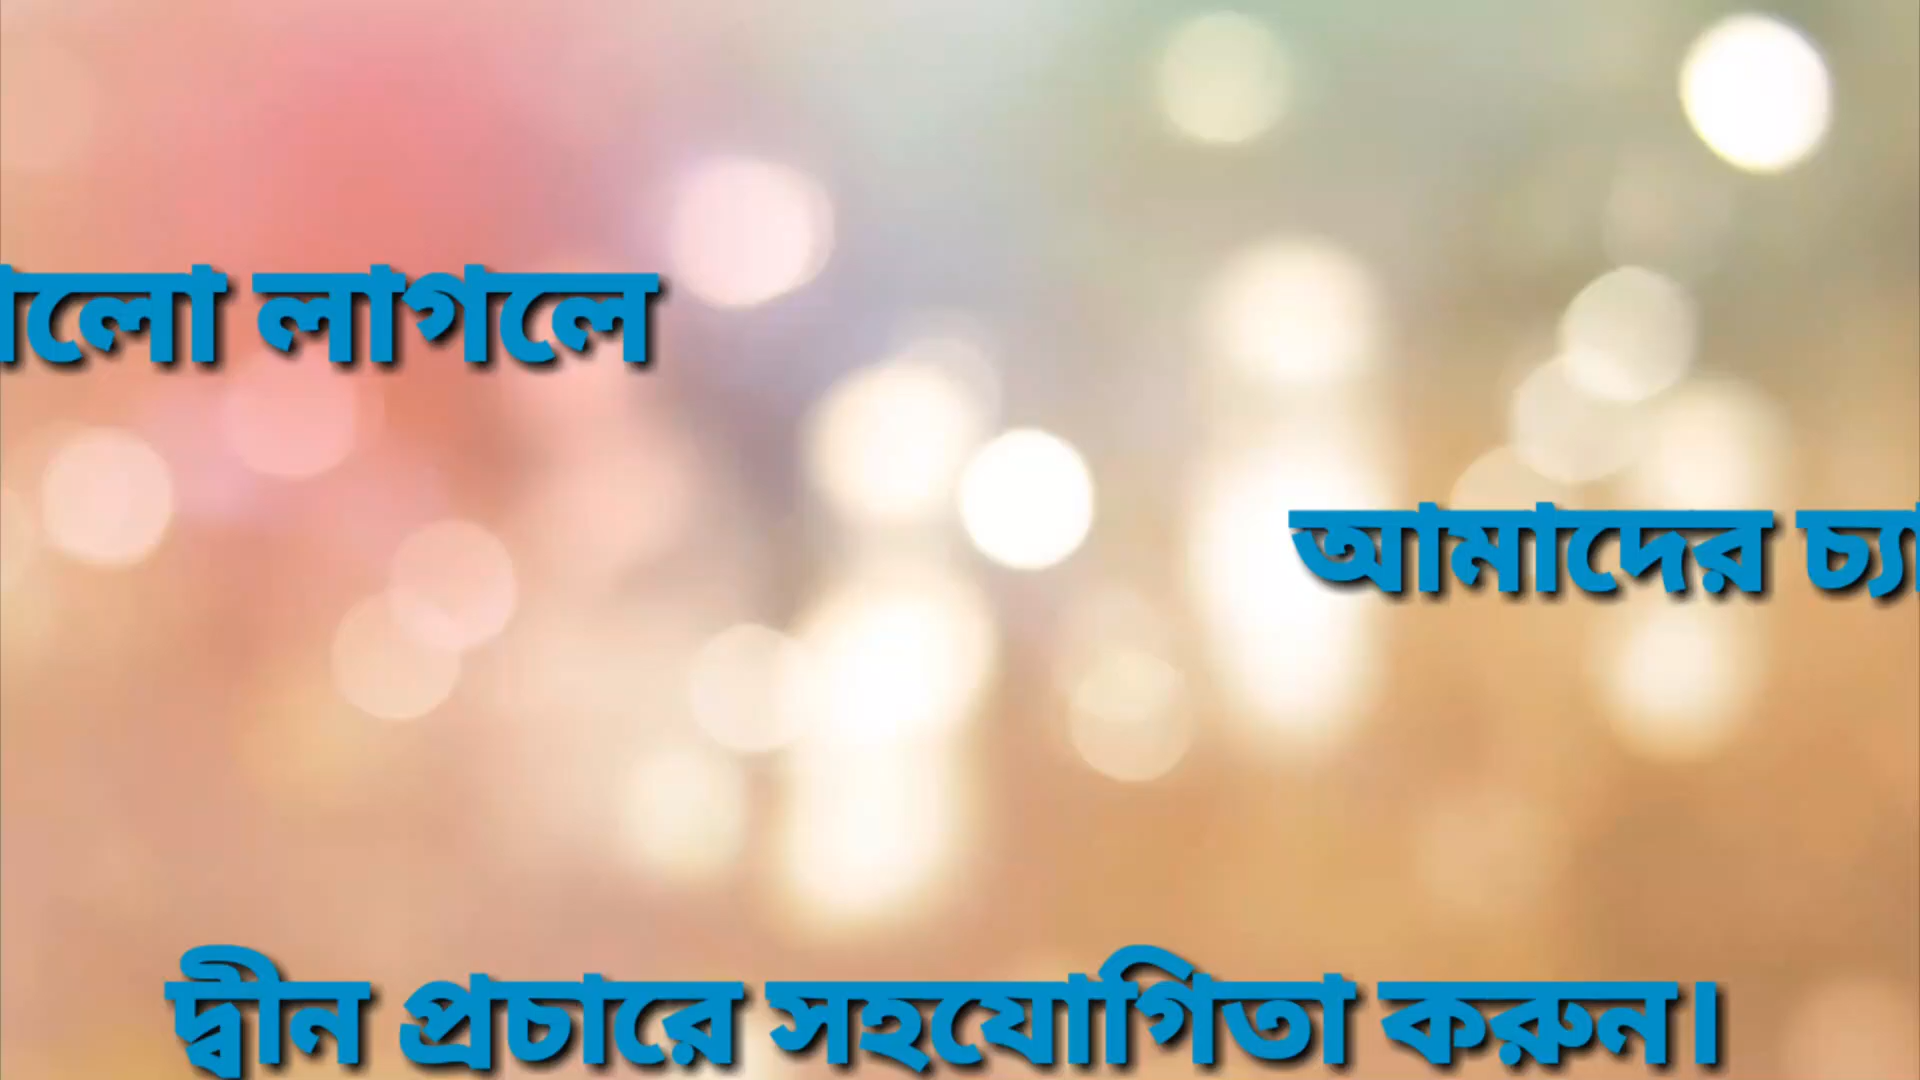 লাগলে
আমাদের
দ্বীন প্রচারে সহযোগিতা করুন।